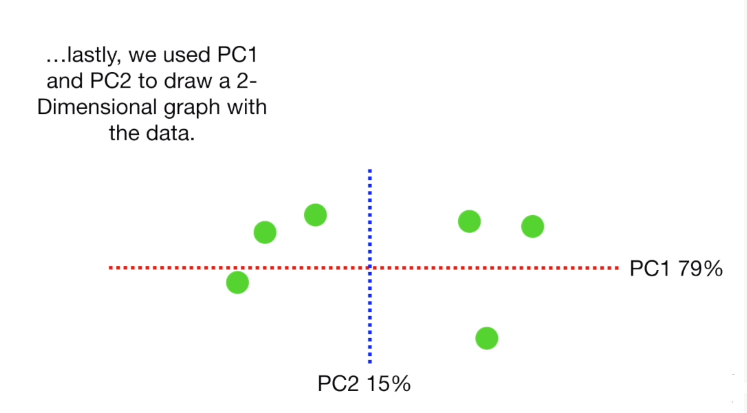 ...lastly, we used PC1
and PC2 to draw a 2-
Dimensional graph with
the data.
PC1 79%
PC2 15%